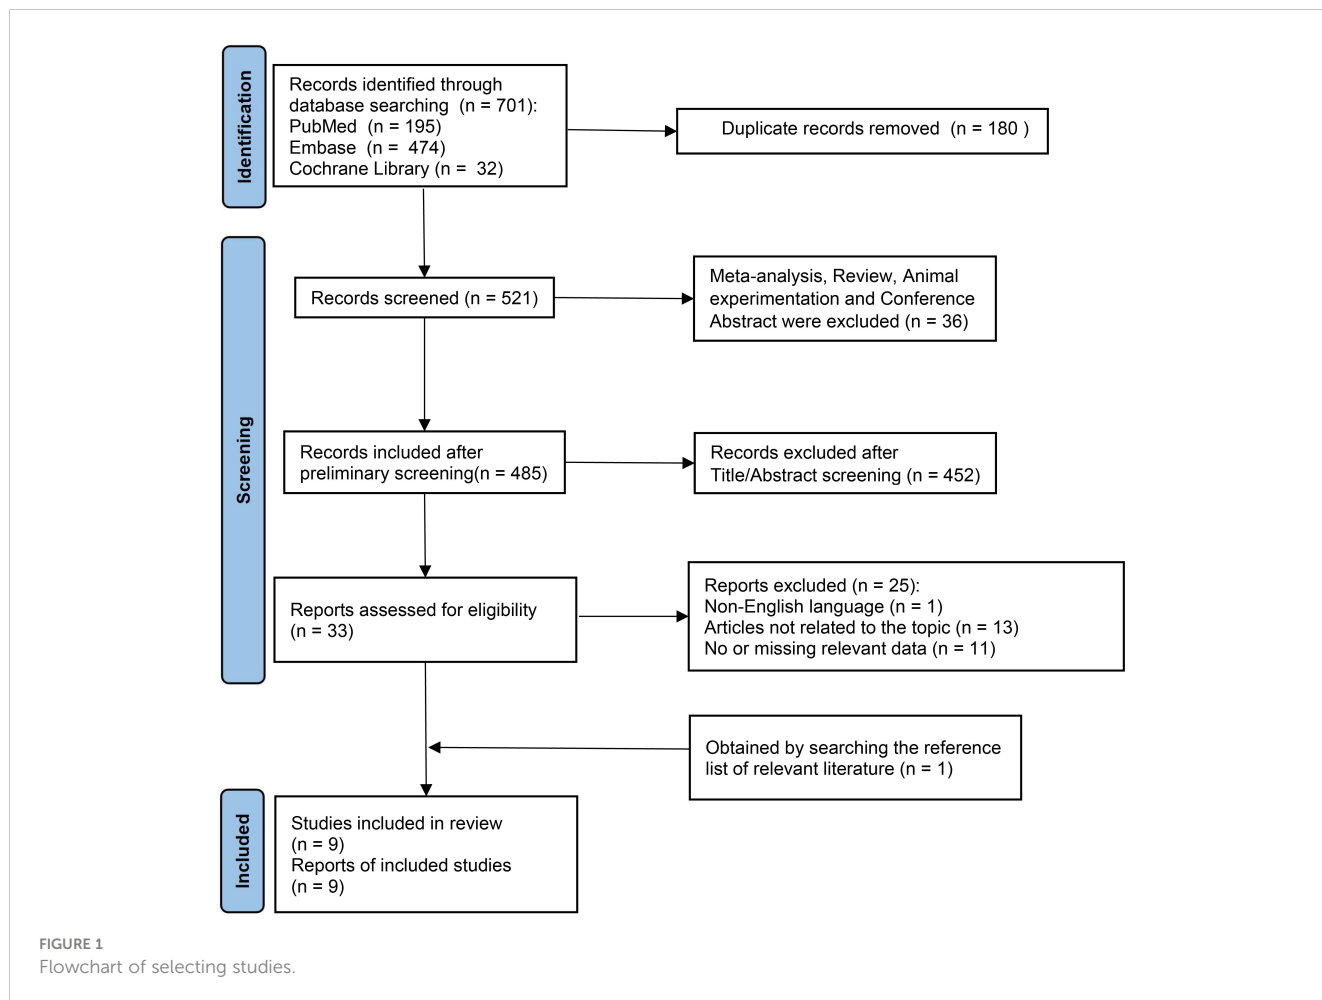 Identification
Records identified through
database searching (n = 701):
PubMed (n = 195)
Embase (n = 474)
Cochrane Library (n = 32)
Duplicate records removed (n = 180 )
Screening
Records screened (n = 521)
Meta-analysis, Review, Animal
experimentation and Conference
Abstract were excluded (n = 36)
Records included after
preliminary screening(n = 485)
Records excluded after
Title/Abstract screening (n = 452)
Reports assessed for eligibility
(n = 33)
Reports excluded (n = 25):
Non-English language (n = 1)
Articles not related to the topic (n = 13)
No or missing relevant data (n = 11)
Obtained by searching the reference
list of relevant literature (n = 1)
Included
Studies included in review
(n = 9)
Reports of included studies
(n = 9)
FIGURE 1
Flowchart of selecting studies.